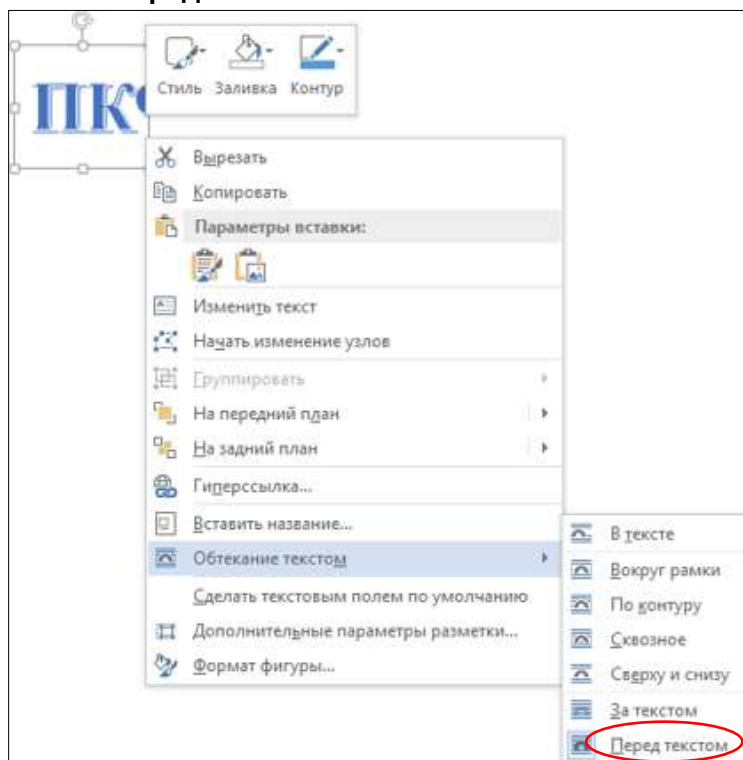 Стиль Заливка Контур
ПК
Вырезать
Копировать
Параметры вставки:
Изменить текст
Начать изменение узлов
Группировать
На передний план
На задний план
Гиперссылка...
Вставить название...
Обтекание текстом
Сделать текстовым полем по умолчанию
Дополнительные параметры разметки...
Формат фигуры...
В тексте
Вокруг рамки
По контуру
Сквозное
Сверху и снизу
За текстом
Перед текстом